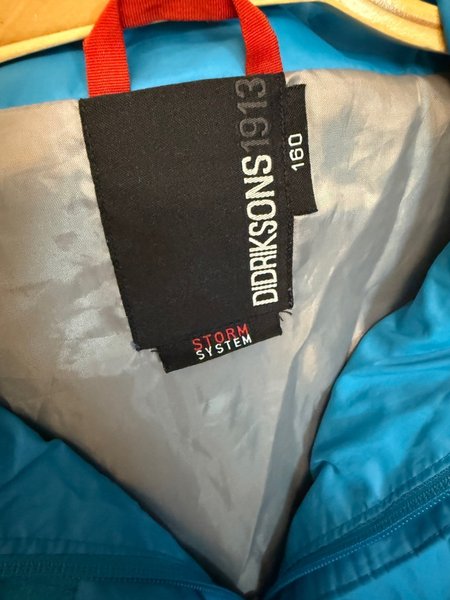 DIDRIKSONS1913
160
STORM
SYSTEM